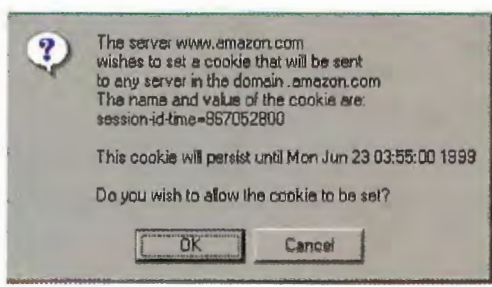 The server www.amazon.com
wishes to set a cookie that will be sent
to any server in the domain .amazon.com
The name and value of the cookie are:
session-id-time=867052800
This cookie will persist until Mon Jun 23 03:55:00 1999
Do you wish to allow the cookie to be set?
OK
Cancel